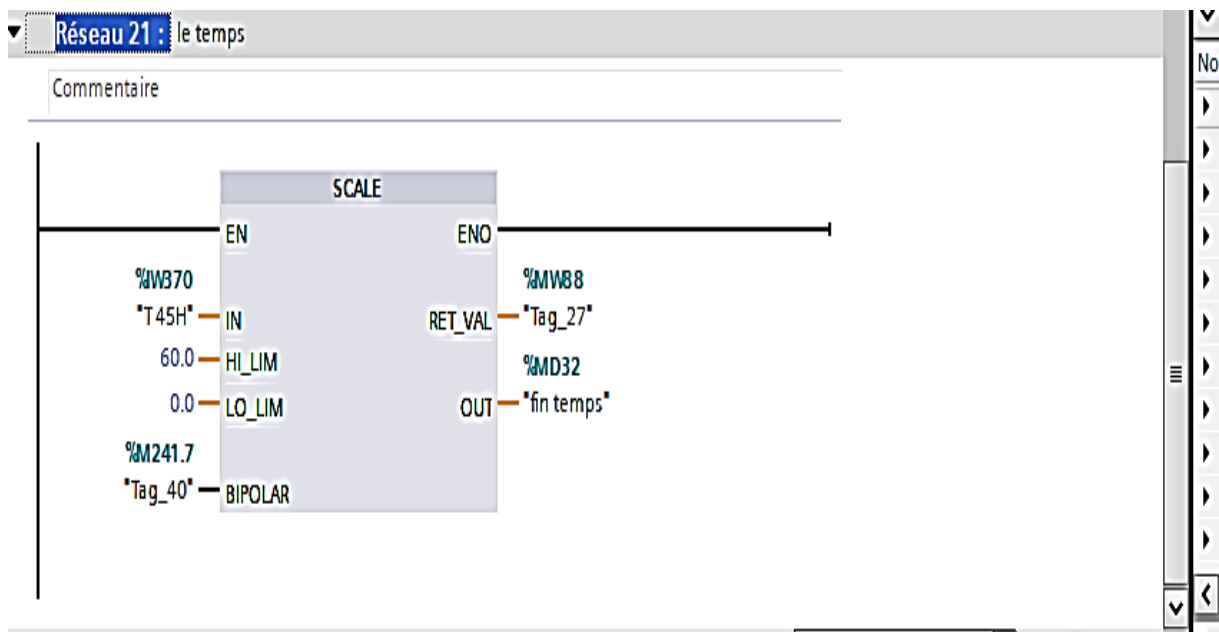 Réseau 21 : le temps
No
Commentaire
SCALE
EN ENO
%IW370 %MW88
"T45H" IN RET_VAL "Tag_27"
60.0 HI_LIM %MD32
0.0 LO_LIM OUT "fin temps"
%M241.7
"Tag_40" BIPOLAR